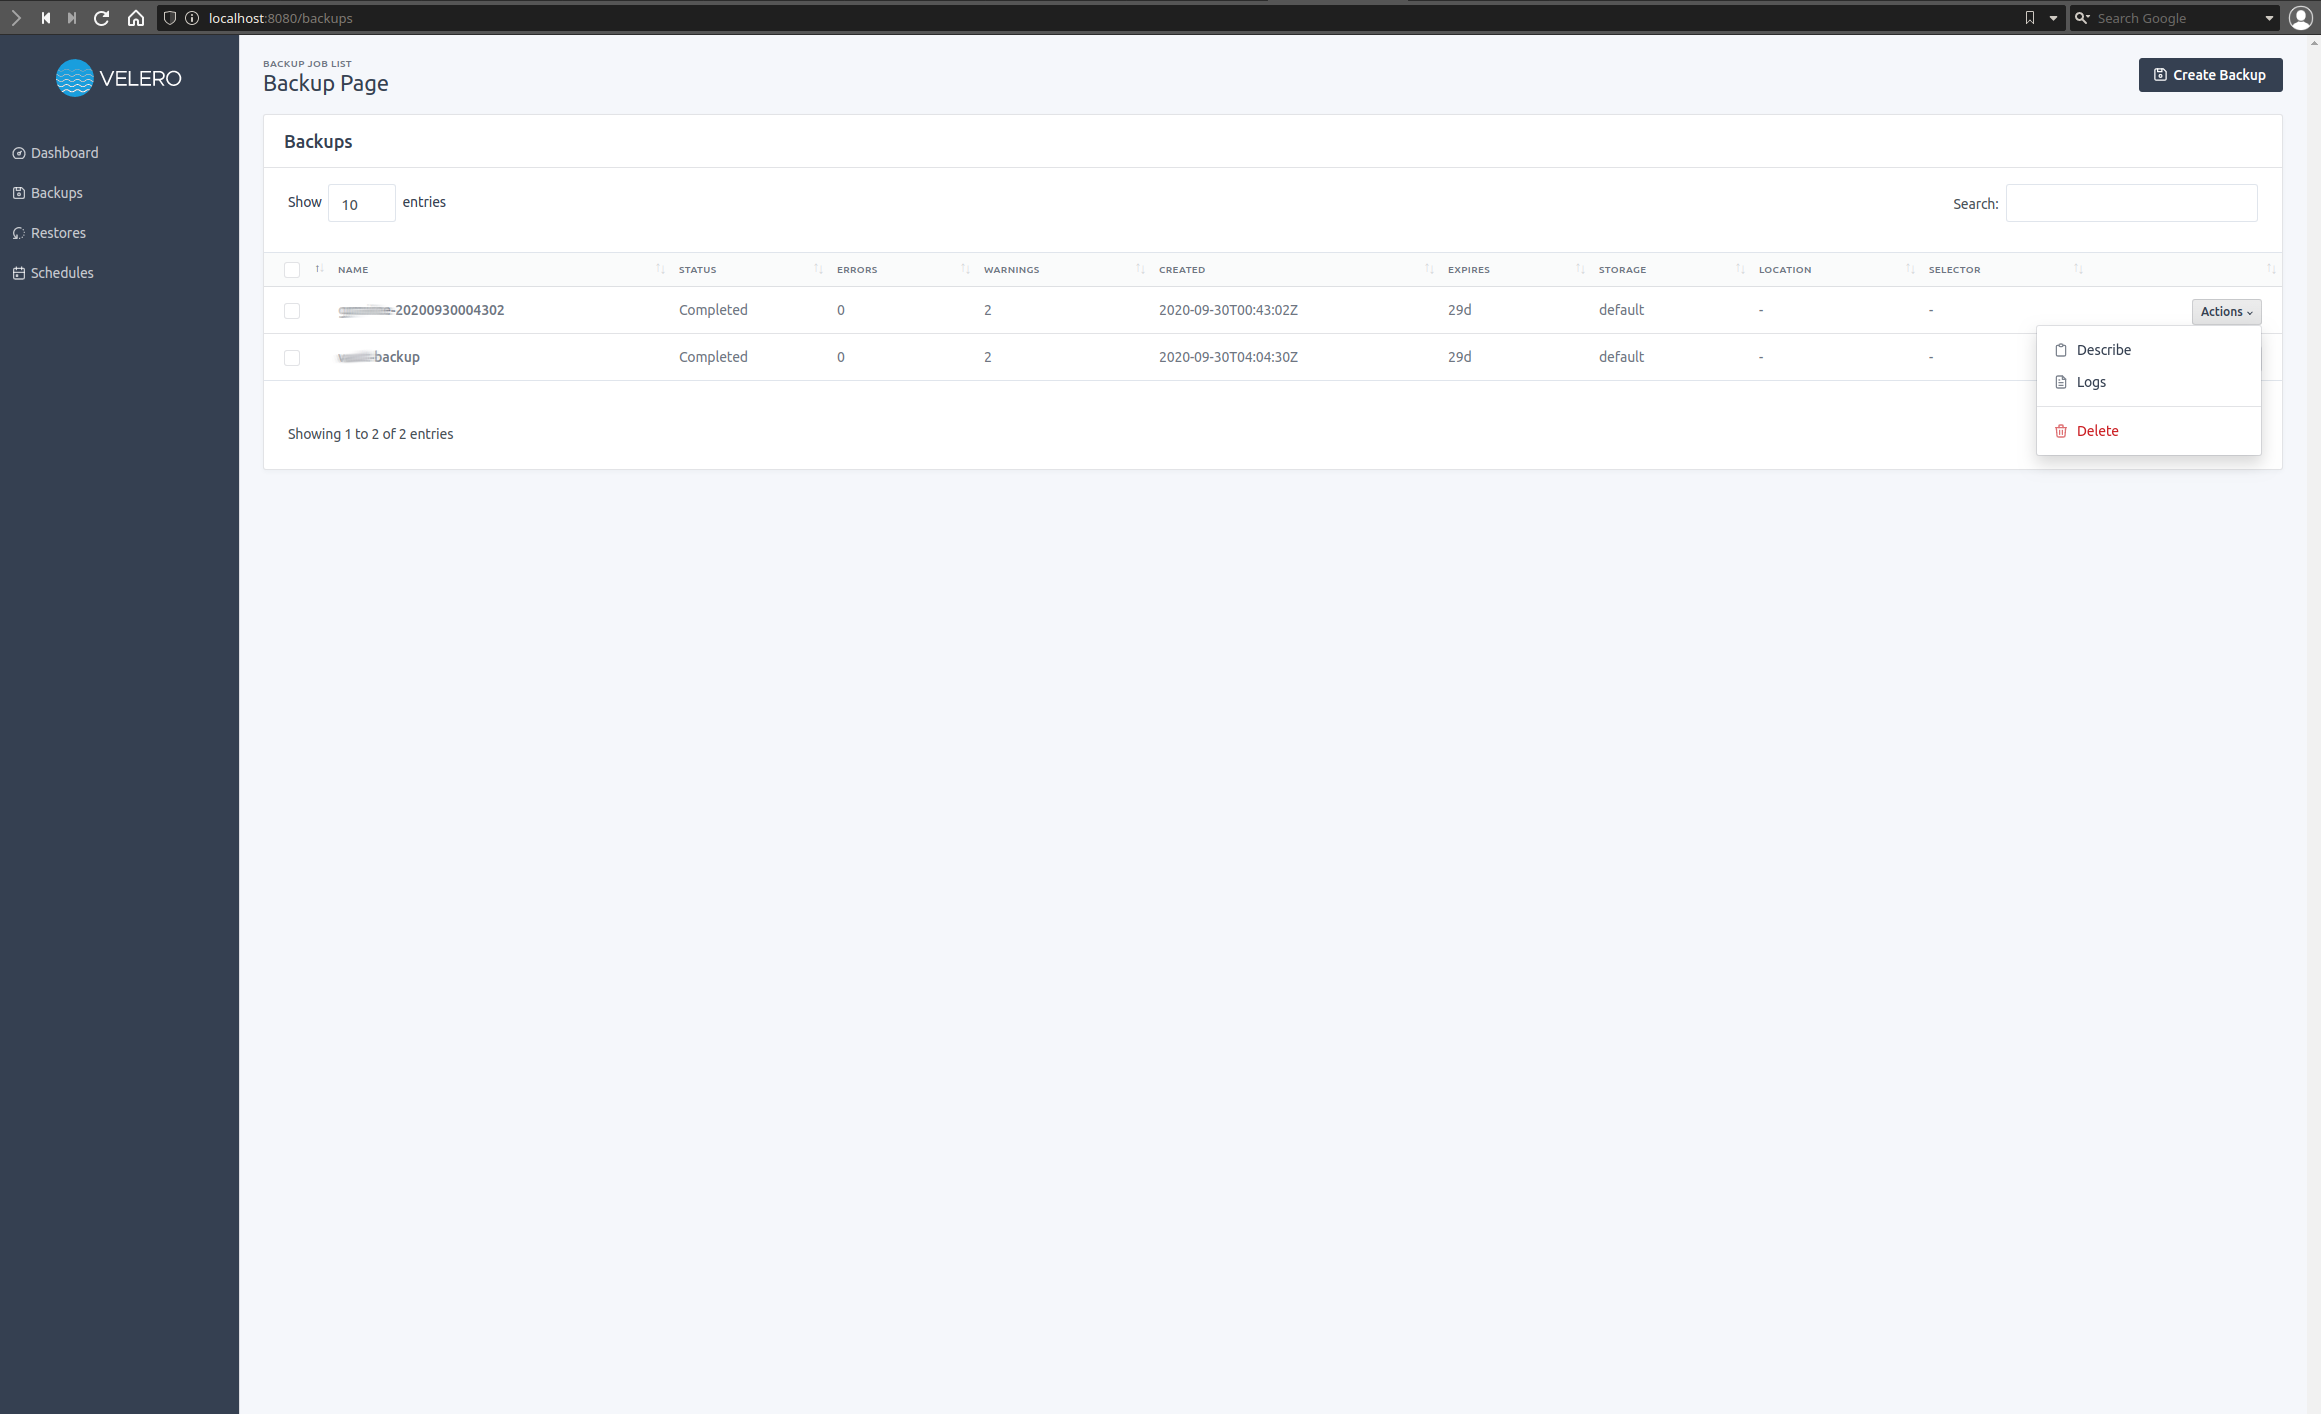 localhost:8080/backups
Search Google
VELERO
Dashboard
Backups
Restores
Schedules
BACKUP JOB LIST
Backup Page
Create Backup
Backups
Show 10 entries
Search:
NAME STATUS ERRORS WARNINGS CREATED EXPIRES STORAGE LOCATION SELECTOR
-20200930004302 Completed 0 2 2020-09-30T00:43:02Z 29d default - - Actions
-backup Completed 0 2 2020-09-30T04:04:30Z 29d default - -
Describe
Logs
Delete
Showing 1 to 2 of 2 entries